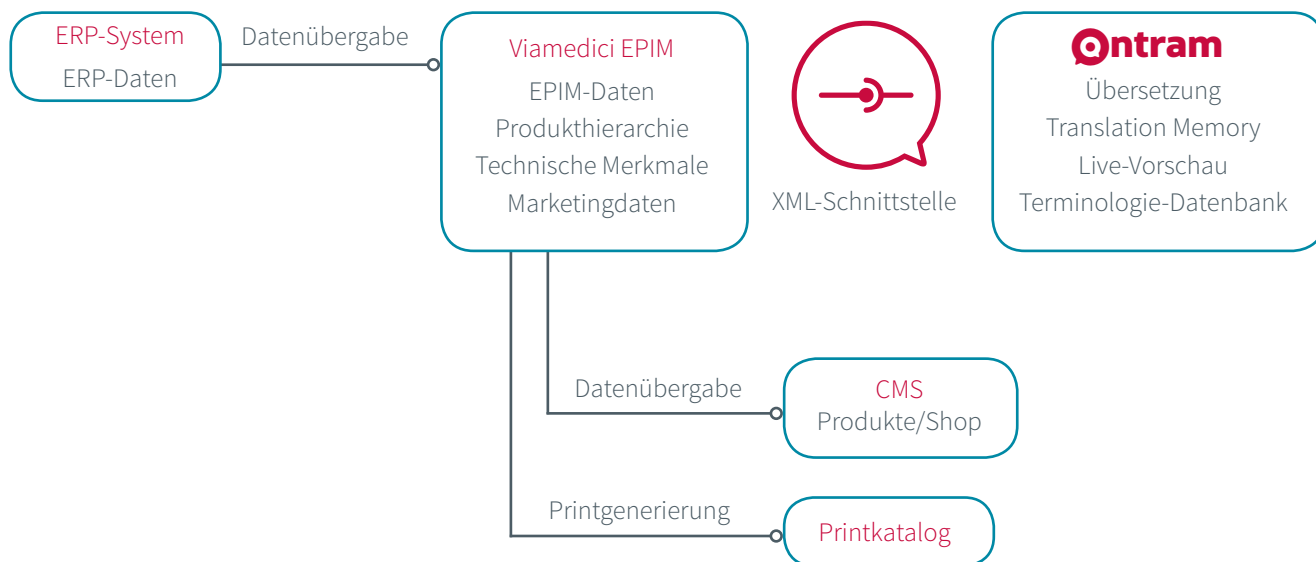 ERP-System
ERP-Daten
Datenübergabe
Viamedici EPIM
EPIM-Daten
Produkthierarchie
Technische Merkmale
Marketingdaten
XML-Schnittstelle
Ontram
Übersetzung
Translation Memory
Live-Vorschau
Terminologie-Datenbank
Datenübergabe
CMS
Produkte/Shop
Printgenerierung
Printkatalog